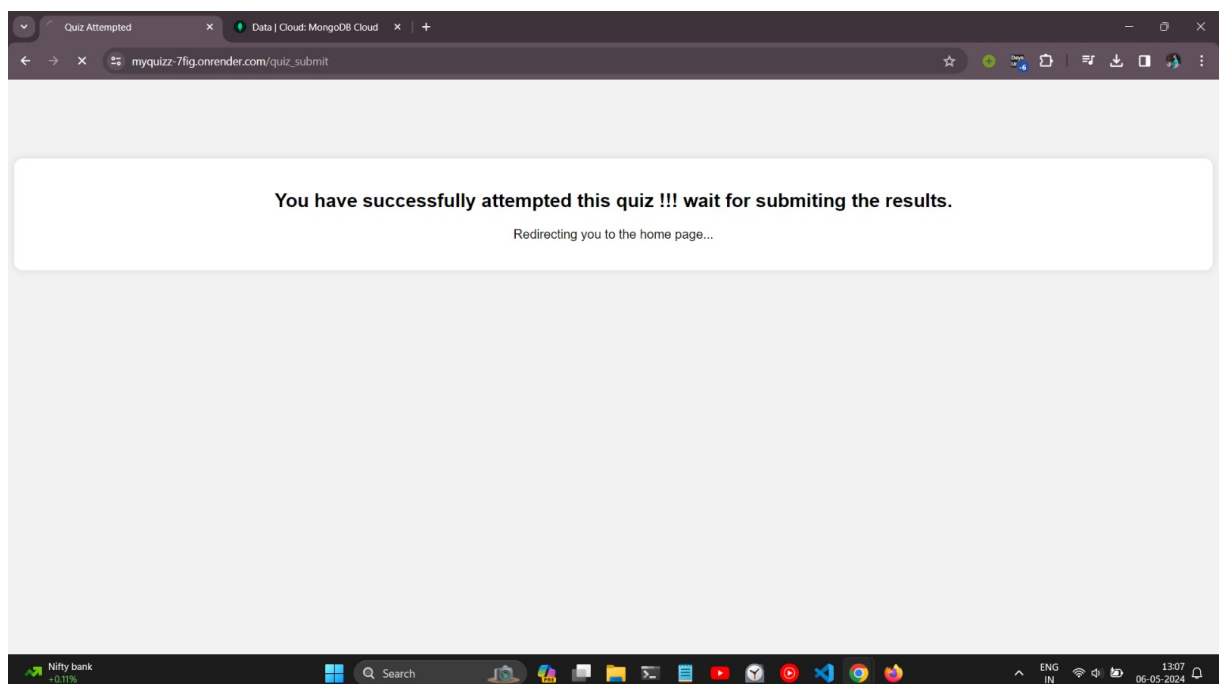 Quiz Attempted
Data | Cloud: MongoDB Cloud
myquizz-7fig.onrender.com/quiz_submit
-6
You have successfully attempted this quiz !!! wait for submiting the results.
Redirecting you to the home page...
Nifty bank
+0.11%
Search
ENG
IN
13:07
06-05-2024